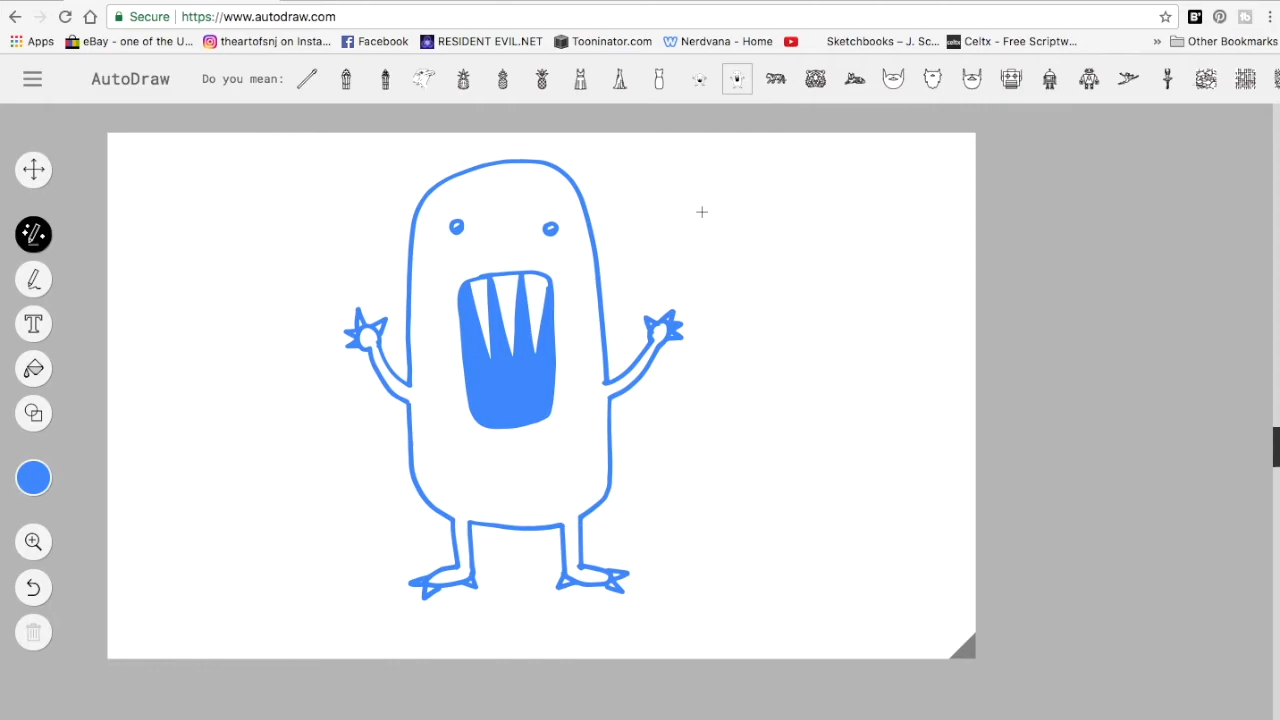 Secure https://www.autodraw.com
Apps eBay - one of the U... theartofsnj on Insta... Facebook RESIDENT EVIL.NET Tooninator.com Nerdvana - Home Sketchbooks – J. Sc... celtx Celtx - Free Scriptw... » Other Bookmarks
AutoDraw Do you mean:
T